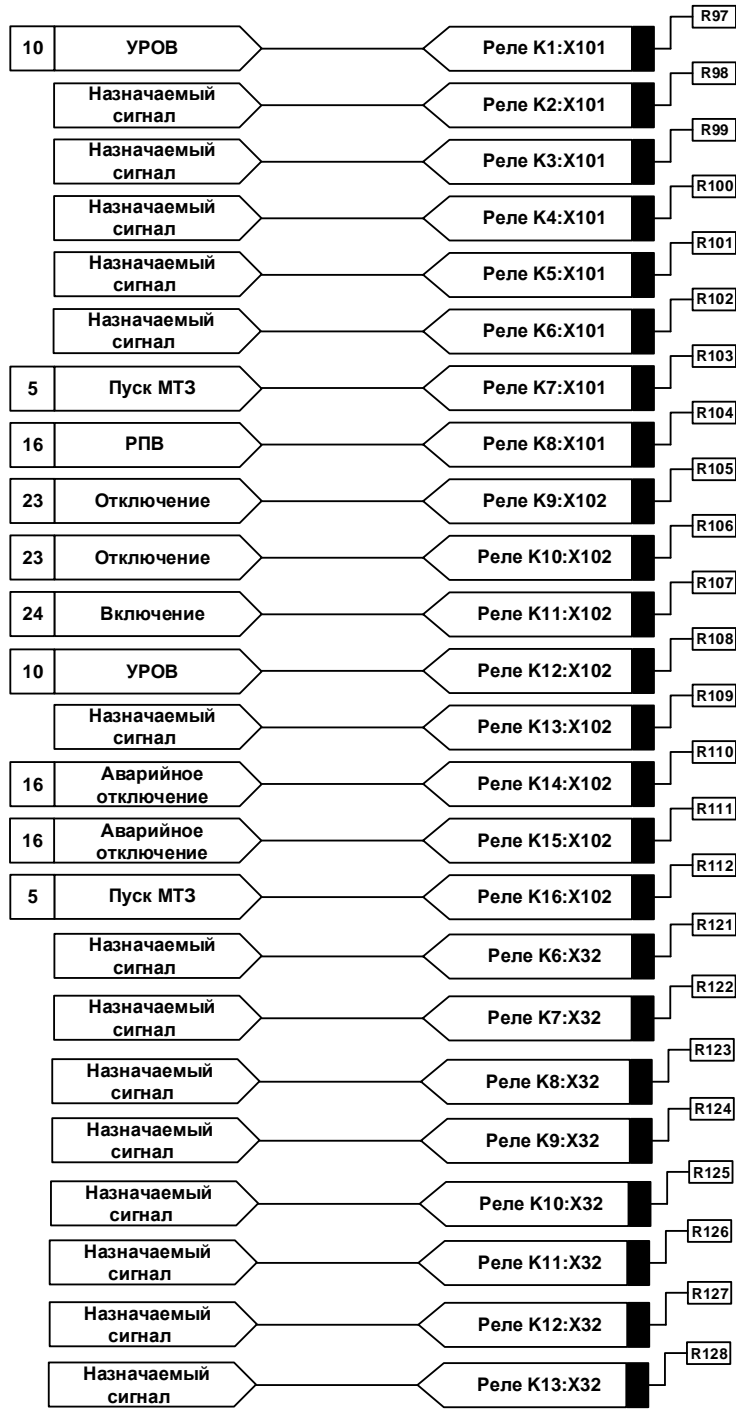 R97
10 УРОВ Реле K1:X101
R98
Назначаемый
сигнал
Реле K2:X101
R99
Назначаемый
сигнал
Реле K3:X101
R100
Назначаемый
сигнал
Реле K4:X101
R101
Назначаемый
сигнал
Реле K5:X101
R102
Назначаемый
сигнал
Реле K6:X101
R103
5 Пуск МТЗ Реле K7:X101
R104
16 РПВ Реле K8:X101
R105
23 Отключение Реле K9:X102
R106
23 Отключение Реле K10:X102
R107
24 Включение Реле K11:X102
R108
10 УРОВ Реле K12:X102
R109
Назначаемый
сигнал
Реле K13:X102
R110
16 Аварийное
отключение
Реле K14:X102
R111
16 Аварийное
отключение
Реле K15:X102
R112
5 Пуск МТЗ Реле K16:X102
R121
Назначаемый
сигнал
Реле K6:X32
R122
Назначаемый
сигнал
Реле K7:X32
R123
Назначаемый
сигнал
Реле K8:X32
R124
Назначаемый
сигнал
Реле K9:X32
R125
Назначаемый
сигнал
Реле K10:X32
R126
Назначаемый
сигнал
Реле K11:X32
R127
Назначаемый
сигнал
Реле K12:X32
R128
Назначаемый
сигнал
Реле K13:X32